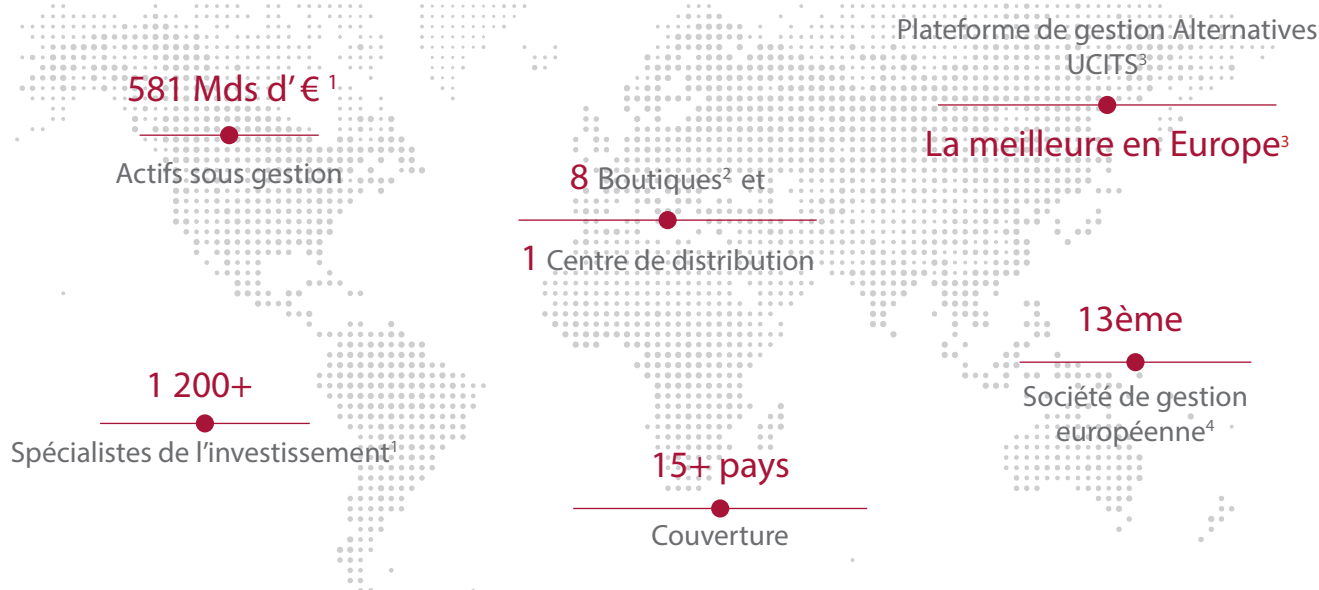 581 Mds d’ € ¹
Actifs sous gestion
Plateforme de gestion Alternatives
UCITS³
La meilleure en Europe³
8 Boutiques² et
1 Centre de distribution
13ème
Société de gestion
européenne⁴
1 200+
Spécialistes de l’investissement¹
15+ pays
Couverture